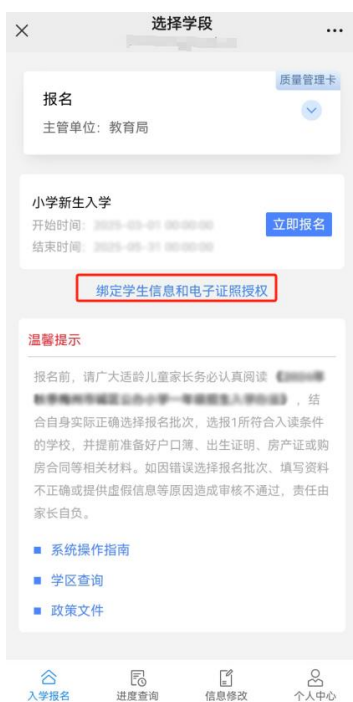 选择学段
质量管理卡
报名
主管单位：教育局
小学新生入学
开始时间:
立即报名
结束时间:
绑定学生信息和电子证照授权
温馨提示
报名前，请广大适龄儿童家长务必认真阅读《
》，结
合自身实际正确选择报名批次，选报1所符合入读条件
的学校，并提前准备好户口簿、出生证明、房产证或购
房合同等相关材料。如因错误选择报名批次、填写资料
不正确或提供虚假信息等原因造成审核不通过，责任由
家长自负。
系统操作指南
学区查询
政策文件
入学报名 进度查询 信息修改 个人中心